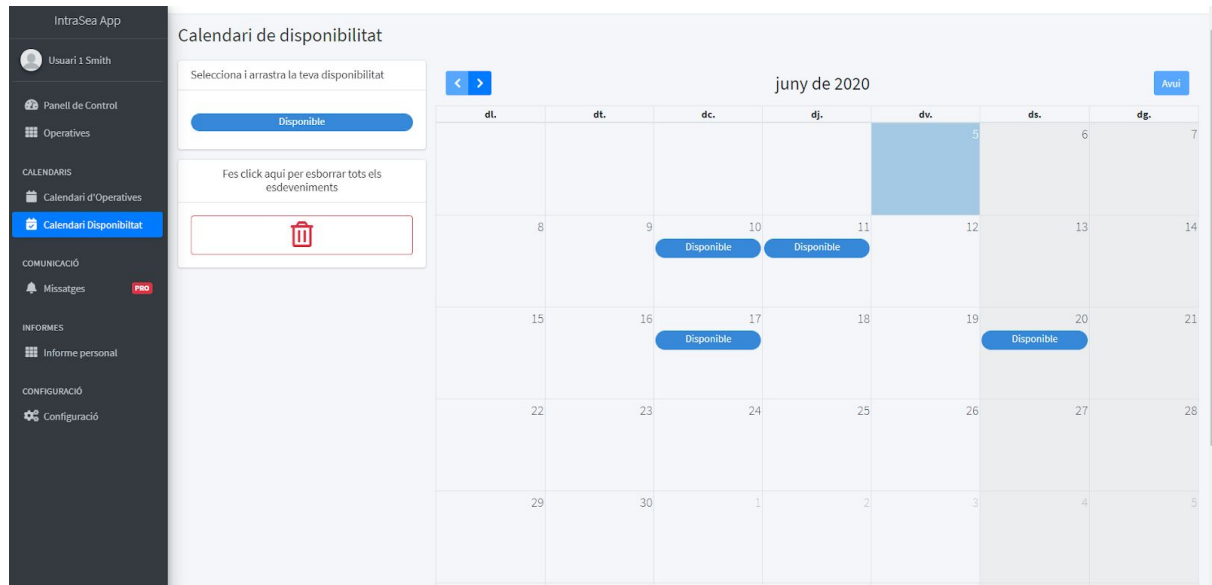 IntraSea App
Usuari 1 Smith
Panell de Control
Operatives
CALENDARIS
Calendari d'Operatives
Calendari Disponibiltat
COMUNICACIÓ
Missatges PRO
INFORMES
Informe personal
CONFIGURACIÓ
Configuració
Calendari de disponibilitat
Selecciona i arrastra la teva disponibilitat
Disponible
Fes click aqui per esborrar tots els
esdeveniments
juny de 2020
Avui
dl. dt. dc. dj. dv. ds. dg.
5 6 7
8 9 10 11 12 13 14
Disponible Disponible
15 16 17 18 19 20 21
Disponible Disponible
22 23 24 25 26 27 28
29 30 1 2 3 4 5